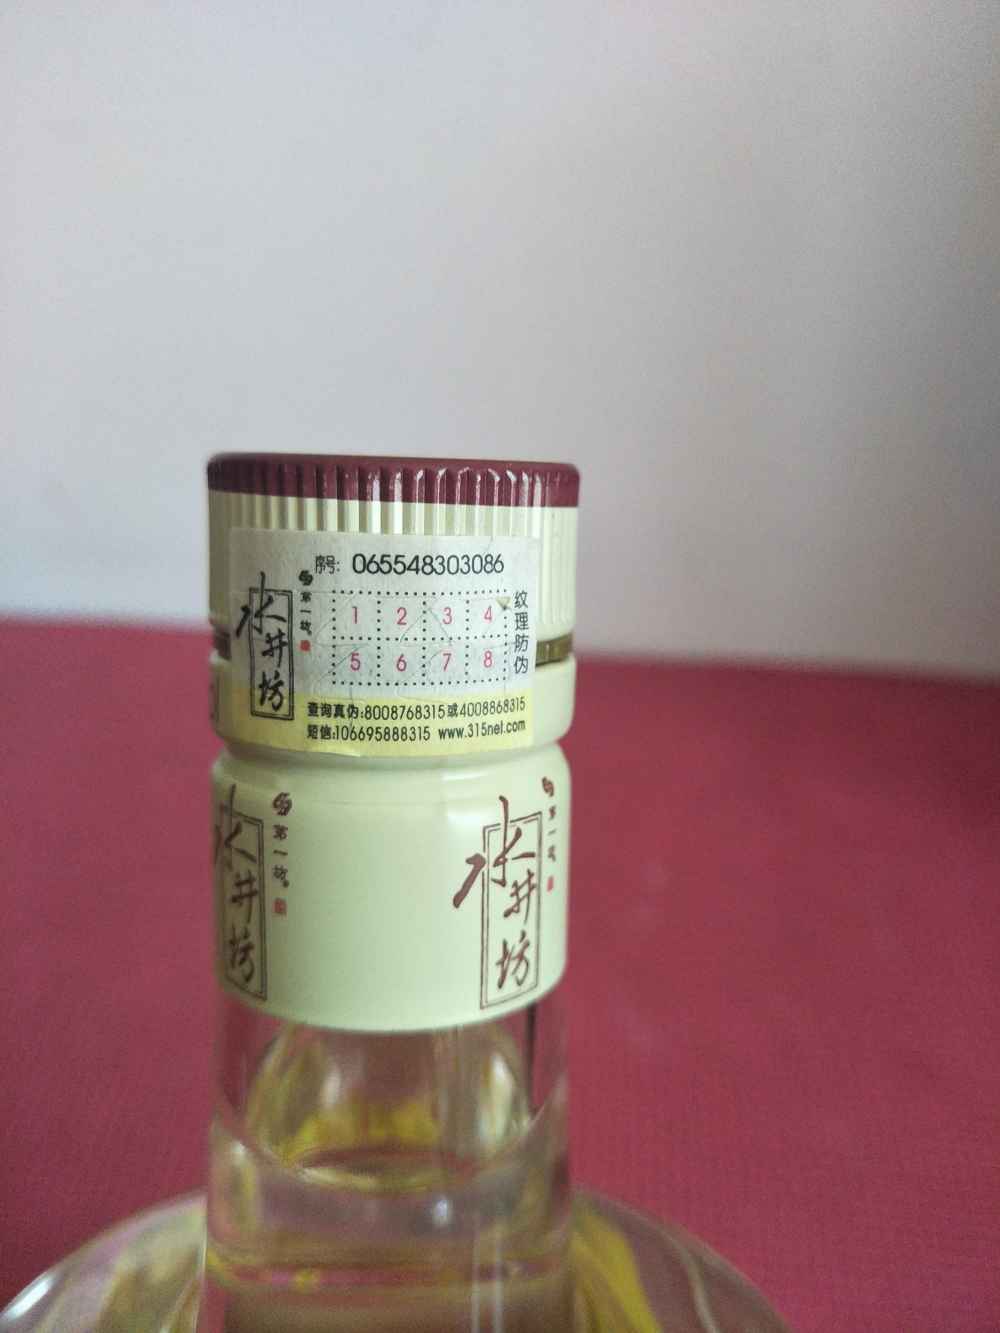 序号: 065548303086
水井坊
第一坊
1 2 3 4
5 6 7 8
纹理防伪
查询真伪:8008768315或4008868315
短信:106695888315 www.315nel.com
水井坊
第一坊
水井坊
第一坊